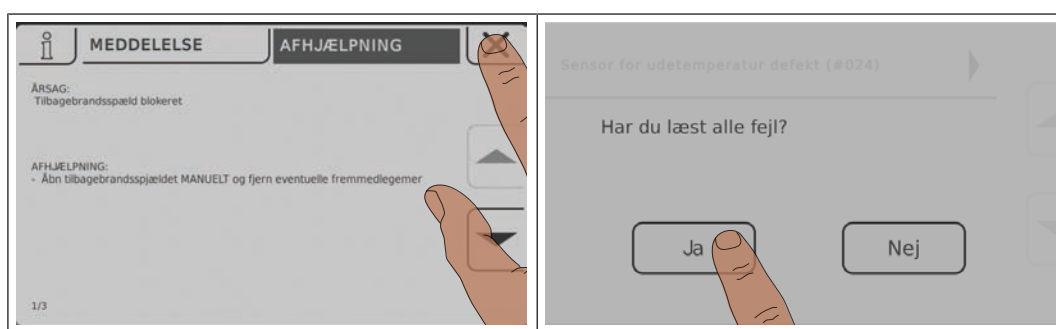 MEDDELELSE
AFHJÆLPNING
ÅRSAG:
Tilbagebrandsspæld blokeret
AFHJÆLPNING:
- Åbn tilbagebrandsspjældet MANUELT og fjern eventuelle fremmedlegemer
1/3
Sensor for udetemperatur defekt (#024)
Har du læst alle fejl?
Ja
Nej